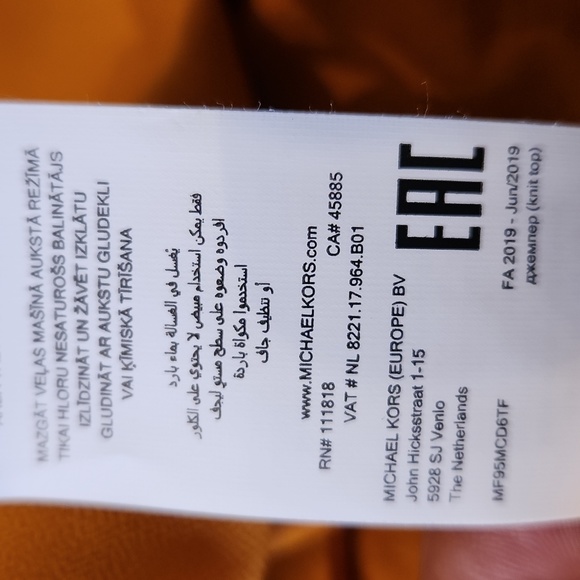 MAZGĀT VEĻAS MAŠĪNĀ AUKSTĀ REŽĪMĀ
TIKAI HLORU NESATUROŠS BALINĀTĀJS
IZLĪDZINĀT UN ŽĀVĒT IZKLĀTU
GLUDINĀT AR AUKSTU GLUDEKLI
VAI ĶĪMISKĀ TĪRĪŠANA
يغسل في الغسالة بماء بارد
فقط يمكن استخدام مبيض لا يحتوي على الكلور
افردوه وضعوه على سطح مستو ليجف
استخدموا مكواة باردة
أو تنظيف جاف
www.MICHAELKORS.com
RN# 111818 CA# 45885
VAT # NL 8221.17.964.B01
MICHAEL KORS (EUROPE) BV
John Hicksstraat 1-15
5928 SJ Venlo
The Netherlands
EAC
MF95MCD6TF
FA 2019 - Jun/2019
джемпер (knit top)